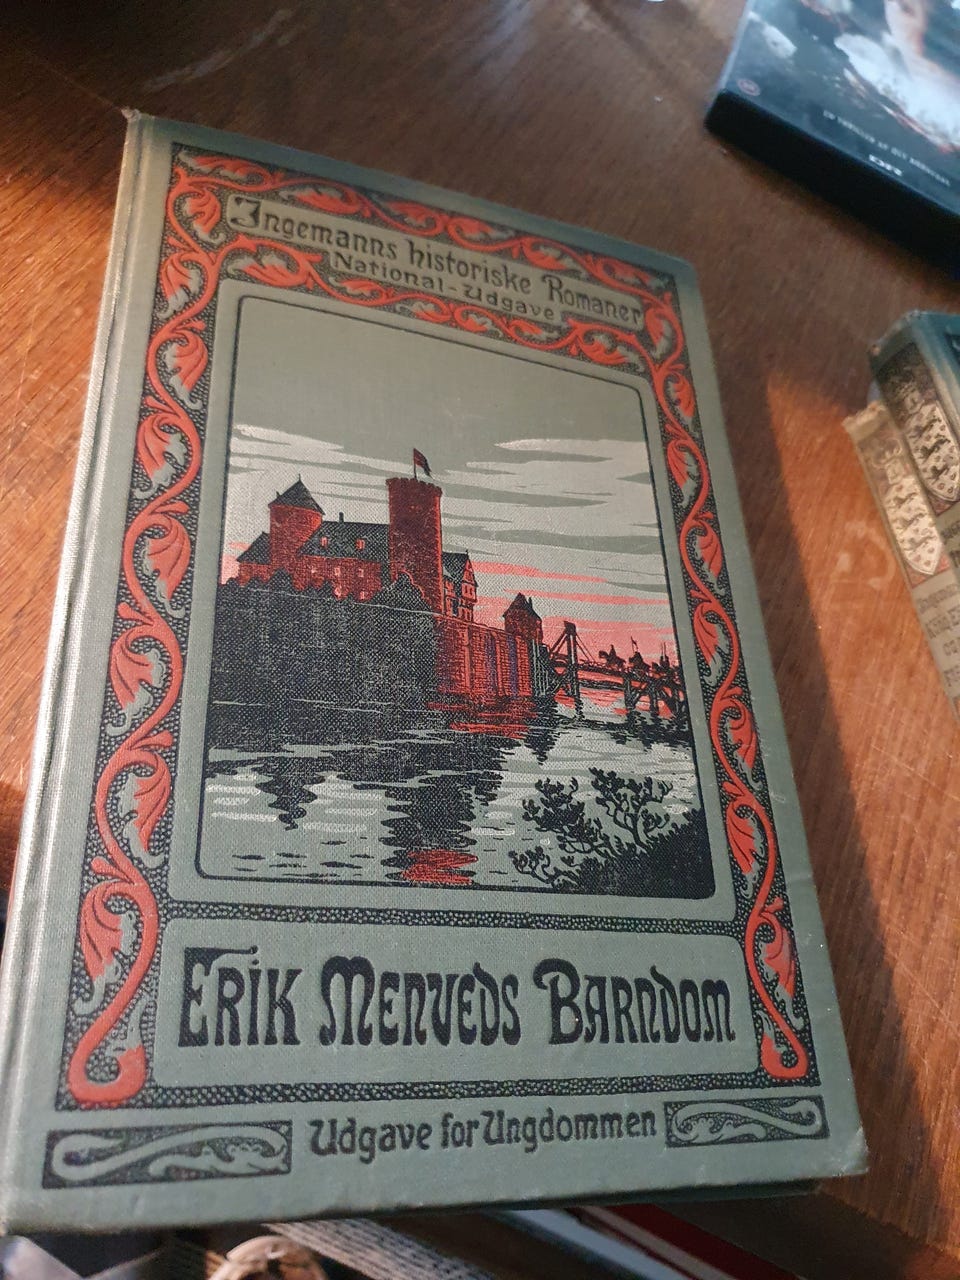 Ingemanns historiske Romaner
National-Udgave
Erik Menveds Barndom
Udgave for Ungdommen